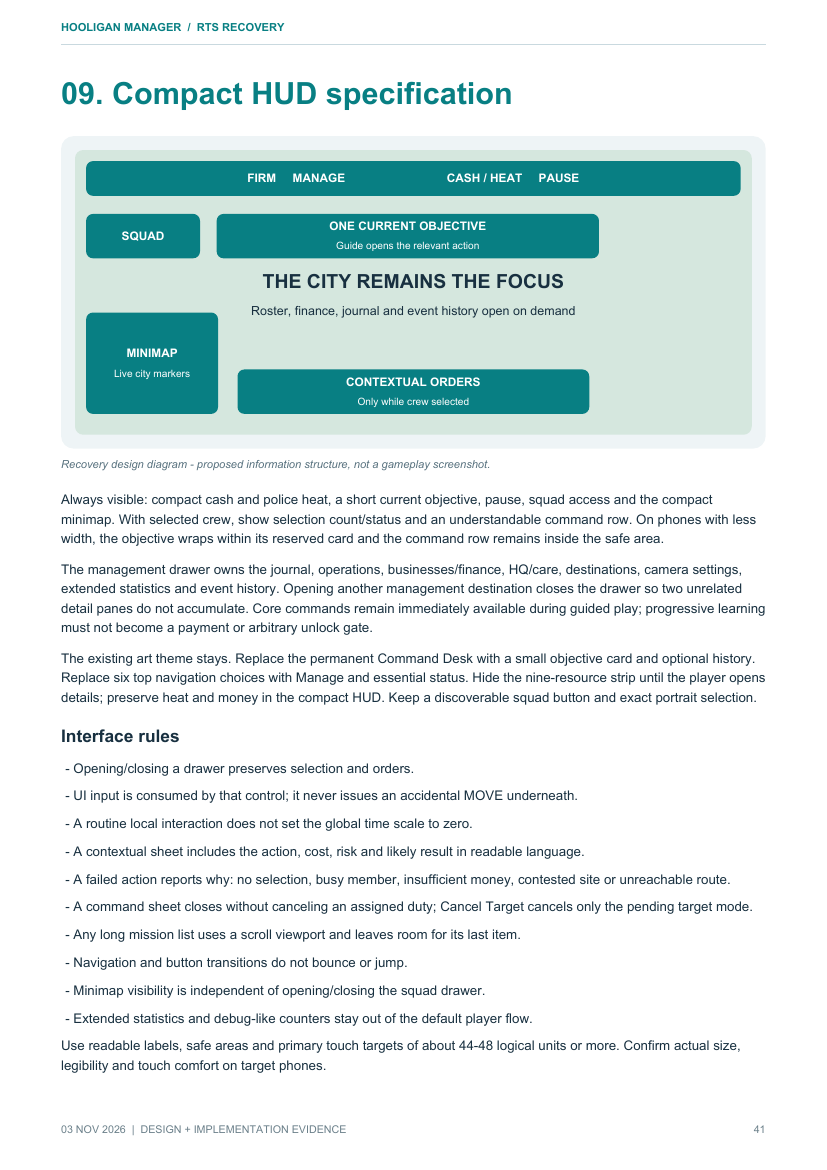 HOOLIGAN MANAGER / RTS RECOVERY
09. Compact HUD specification
FIRM MANAGE CASH / HEAT PAUSE
SQUAD
ONE CURRENT OBJECTIVE
Guide opens the relevant action
THE CITY REMAINS THE FOCUS
Roster, finance, journal and event history open on demand
MINIMAP
Live city markers
CONTEXTUAL ORDERS
Only while crew selected
Recovery design diagram - proposed information structure, not a gameplay screenshot.
Always visible: compact cash and police heat, a short current objective, pause, squad access and the compact
minimap. With selected crew, show selection count/status and an understandable command row. On phones with less
width, the objective wraps within its reserved card and the command row remains inside the safe area.
The management drawer owns the journal, operations, businesses/finance, HQ/care, destinations, camera settings,
extended statistics and event history. Opening another management destination closes the drawer so two unrelated
detail panes do not accumulate. Core commands remain immediately available during guided play; progressive learning
must not become a payment or arbitrary unlock gate.
The existing art theme stays. Replace the permanent Command Desk with a small objective card and optional history.
Replace six top navigation choices with Manage and essential status. Hide the nine-resource strip until the player opens
details; preserve heat and money in the compact HUD. Keep a discoverable squad button and exact portrait selection.
Interface rules
- Opening/closing a drawer preserves selection and orders.
- UI input is consumed by that control; it never issues an accidental MOVE underneath.
- A routine local interaction does not set the global time scale to zero.
- A contextual sheet includes the action, cost, risk and likely result in readable language.
- A failed action reports why: no selection, busy member, insufficient money, contested site or unreachable route.
- A command sheet closes without canceling an assigned duty; Cancel Target cancels only the pending target mode.
- Any long mission list uses a scroll viewport and leaves room for its last item.
- Navigation and button transitions do not bounce or jump.
- Minimap visibility is independent of opening/closing the squad drawer.
- Extended statistics and debug-like counters stay out of the default player flow.
Use readable labels, safe areas and primary touch targets of about 44-48 logical units or more. Confirm actual size,
legibility and touch comfort on target phones.
03 NOV 2026 | DESIGN + IMPLEMENTATION EVIDENCE 41